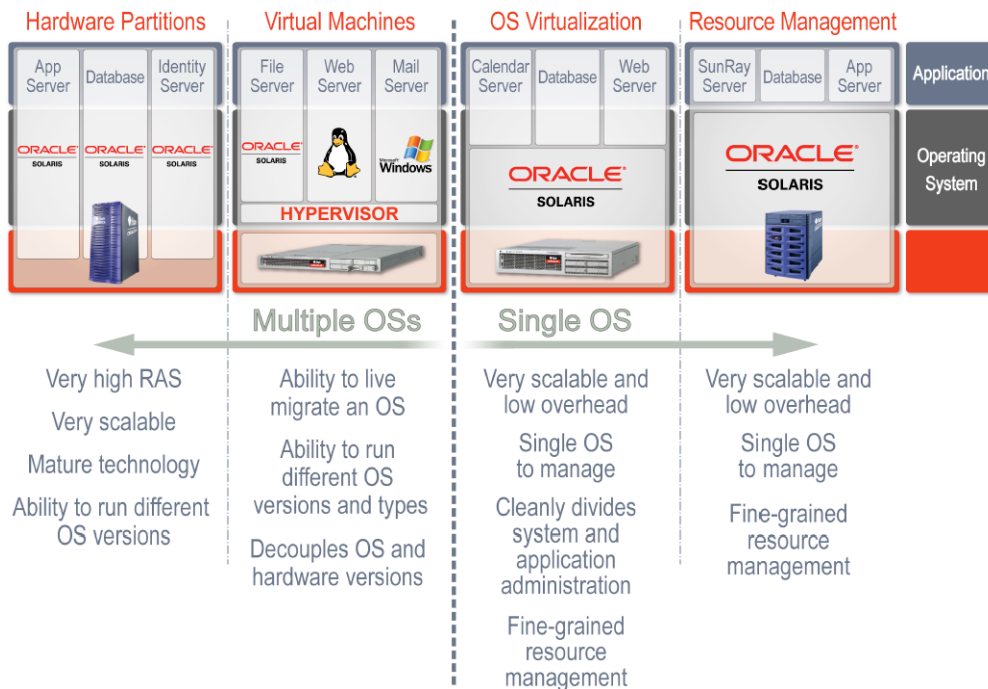 Hardware Partitions
Virtual Machines
OS Virtualization
Resource Management
App
Server
Database
Identity
Server
File
Server
Web
Server
Mail
Server
Calendar
Server
Database
Web
Server
SunRay
Server
Database
App
Server
Application
ORACLE
SOLARIS
ORACLE
SOLARIS
ORACLE
SOLARIS
ORACLE
SOLARIS
Microsoft
Windows
HYPERVISOR
ORACLE
SOLARIS
ORACLE
SOLARIS
Operating
System
Multiple OSs
Single OS
Very high RAS
Very scalable
Mature technology
Ability to run different
OS versions
Ability to live
migrate an OS
Ability to run
different OS
versions and types
Decouples OS and
hardware versions
Very scalable and
low overhead
Single OS
to manage
Cleanly divides
system and
application
administration
Fine-grained
resource
management
Very scalable and
low overhead
Single OS
to manage
Fine-grained
resource
management